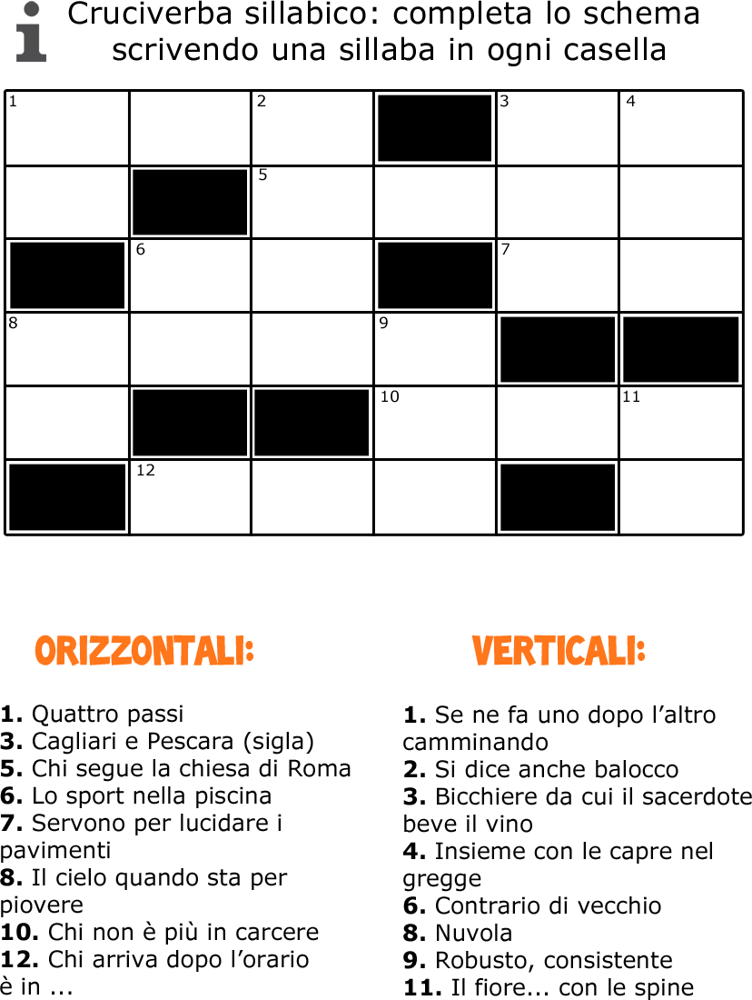 Cruciverba sillabico: completa lo schema
scrivendo una sillaba in ogni casella
1 2 3 4
5
6 7
8 9
10 11
12
ORIZZONTALI:
1. Quattro passi
3. Cagliari e Pescara (sigla)
5. Chi segue la chiesa di Roma
6. Lo sport nella piscina
7. Servono per lucidare i
pavimenti
8. Il cielo quando sta per
piovere
10. Chi non è più in carcere
12. Chi arriva dopo l’orario
è in ...
VERTICALI:
1. Se ne fa uno dopo l’altro
camminando
2. Si dice anche balocco
3. Bicchiere da cui il sacerdote
beve il vino
4. Insieme con le capre nel
gregge
6. Contrario di vecchio
8. Nuvola
9. Robusto, consistente
11. Il fiore... con le spine